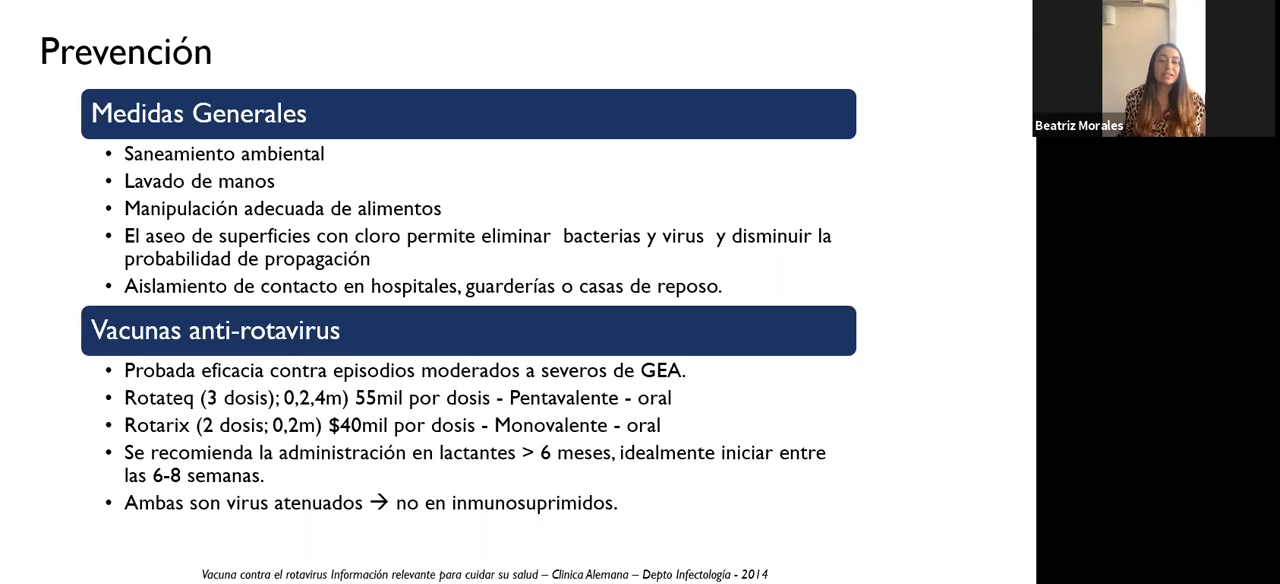 Prevención
Medidas Generales
• Saneamiento ambiental
• Lavado de manos
• Manipulación adecuada de alimentos
• El aseo de superficies con cloro permite eliminar  bacterias y virus  y disminuir la
probabilidad de propagación
• Aislamiento de contacto en hospitales, guarderías o casas de reposo.
Vacunas anti-rotavirus
• Probada eficacia contra episodios moderados a severos de GEA.
• Rotateq (3 dosis); 0,2,4m) 55mil por dosis - Pentavalente - oral
• Rotarix (2 dosis; 0,2m) $40mil por dosis - Monovalente - oral
• Se recomienda la administración en lactantes > 6 meses, idealmente iniciar entre
las 6-8 semanas.
• Ambas son virus atenuados → no en inmunosuprimidos.
Vacuna contra el rotavirus Información relevante para cuidar su salud – Clinica Alemana – Depto Infectología - 2014
Beatriz Morales